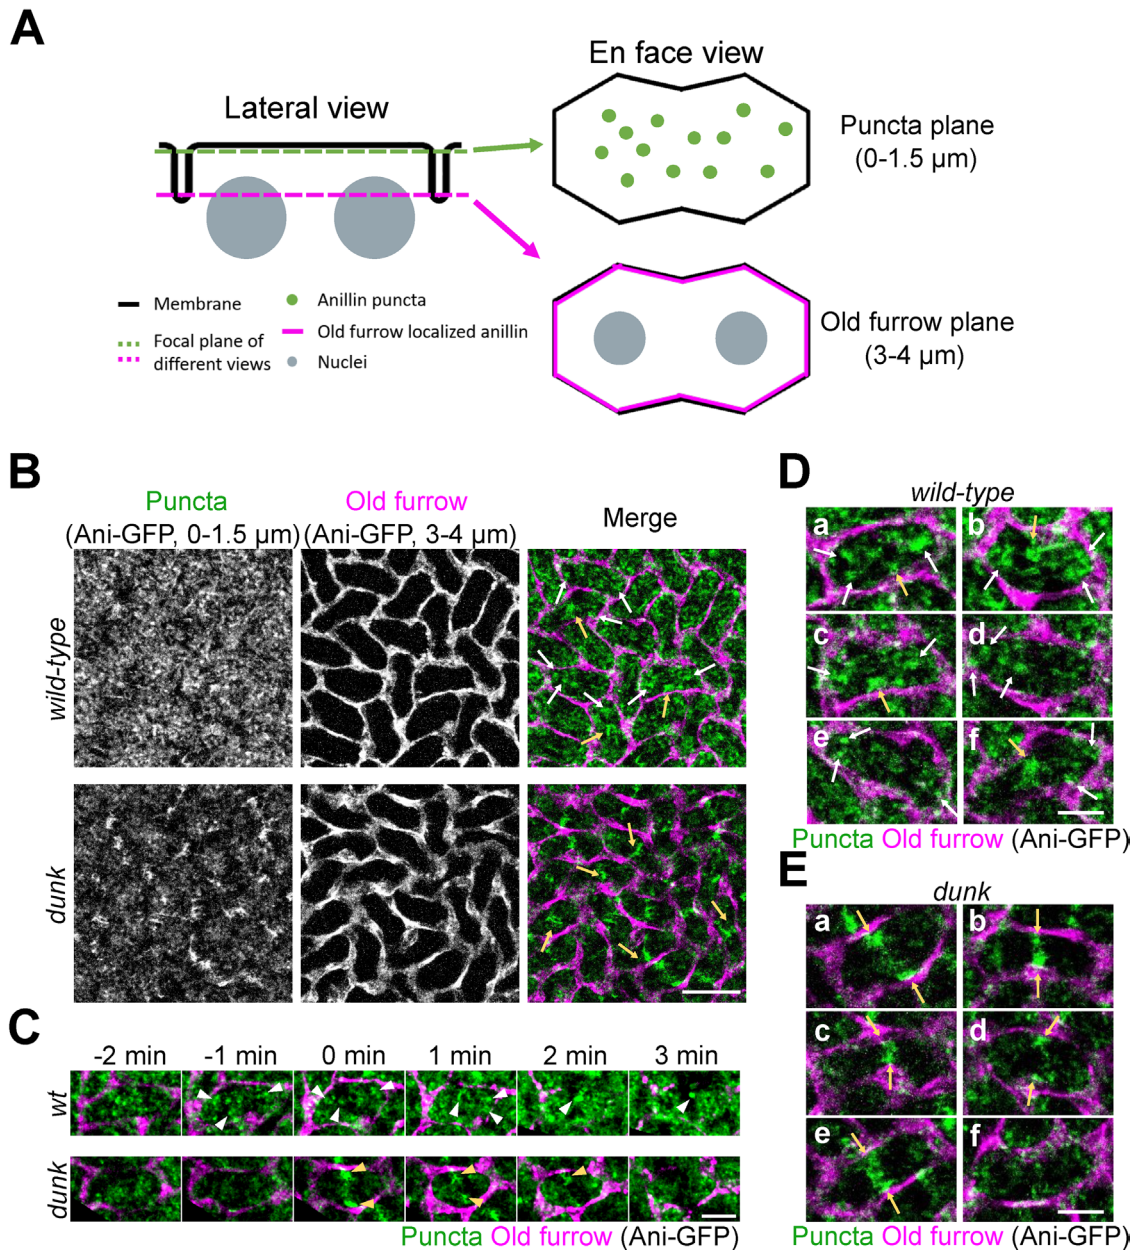 A
Lateral view
En face view
Puncta plane
(0-1.5 µm)
Old furrow plane
(3-4 µm)
Membrane
Focal plane of
different views
Anillin puncta
Old furrow localized anillin
Nuclei
B
Puncta
(Ani-GFP, 0-1.5 µm)
Old furrow
(Ani-GFP, 3-4 µm)
Merge
wild-type
dunk
C
-2 min
-1 min
0 min
1 min
2 min
3 min
wt
dunk
Puncta Old furrow (Ani-GFP)
D
wild-type
a
b
c
d
e
f
Puncta Old furrow (Ani-GFP)
E
dunk
a
b
c
d
e
f
Puncta Old furrow (Ani-GFP)